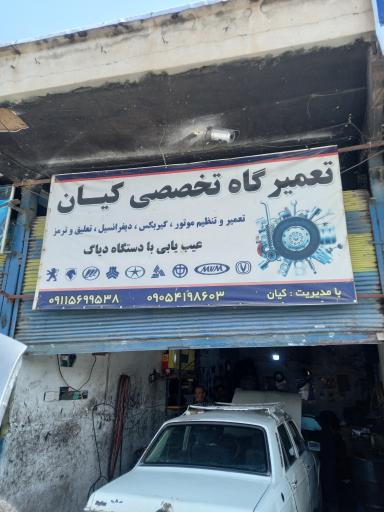 تعمیرگاه تخصصی کیان
تعمیر و تنظیم موتور ، گیربکس ، دیفرانسیل ، تعلیق و ترمز
عیب یابی با دستگاه دیاگ
MVM
۰۹۱۱۵۶۹۹۵۳۸
۰۹۰۵۴۱۹۸۶۰۳
با مدیریت : کیان